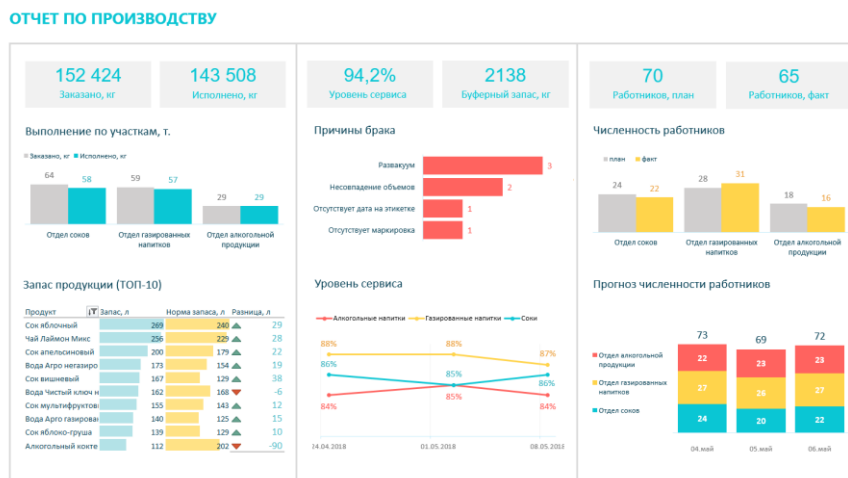 ОТЧЕТ ПО ПРОИЗВОДСТВУ
152 424
Заказано, кг
143 508
Исполнено, кг
94,2%
Уровень сервиса
2138
Буферный запас, кг
70
Работников, план
65
Работников, факт
Выполнение по участкам, т.
Заказано, кг Исполнено, кг
64 58 59 57 29 29
Отдел соков
Отдел газированных напитков
Отдел алкогольной продукции
Причины брака
Развакуум 3
Несовпадение объемов 2
Отсутствует дата на этикетке 1
Отсутствует маркировка 1
Численность работников
план факт
24 22 28 31 18 16
Отдел соков
Отдел газированных напитков
Отдел алкогольной продукции
Запас продукции (ТОП-10)
Продукт Запас, л Норма запаса, л Разница, л
Сок яблочный 269 240 29
Чай Лаймон Микс 256 229 28
Сок апельсиновый 200 179 22
Вода Агро негазиро 173 154 19
Сок вишневый 167 129 38
Вода Чистый ключ н 162 168 -6
Сок мультифруктов 155 143 12
Вода Арго газирова 140 125 15
Сок яблоко-груша 139 129 10
Алкогольный кокте 112 202 -90
Уровень сервиса
Алкогольные напитки Газированные напитки Соки
88% 88% 87%
86% 85% 86%
84% 85% 84%
24.04.2018 01.05.2018 08.05.2018
Прогноз численности работников
73 69 72
Отдел алкогольной продукции
22 23 23
Отдел газированных напитков
27 26 27
Отдел соков
24 20 22
04.май 05.май 06.май